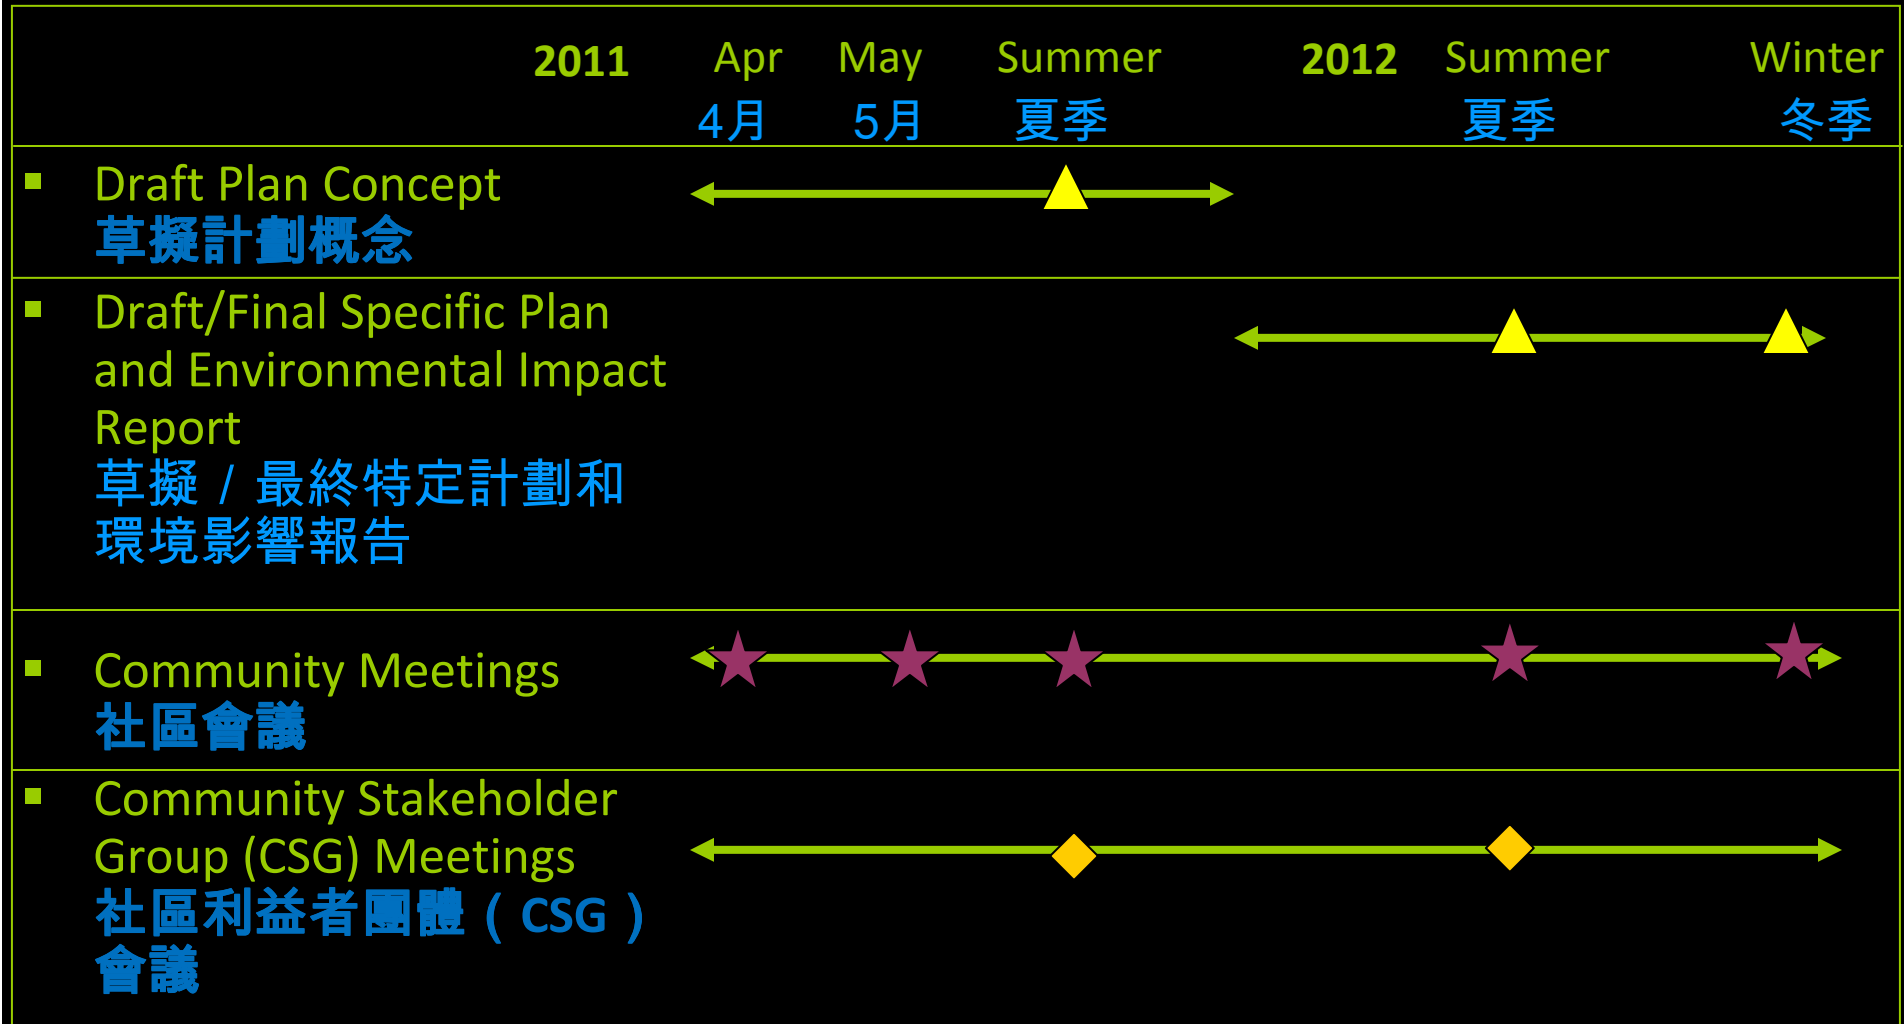 2011 Apr May Summer 2012 Summer Winter
4月 5月 夏季 夏季 冬季
▪ Draft Plan Concept
草擬計劃概念
▪ Draft/Final Specific Plan
and Environmental Impact
Report
草擬／最終特定計劃和
環境影響報告
▪ Community Meetings
社區會議
▪ Community Stakeholder
Group (CSG) Meetings
社區利益者團體（CSG）
會議